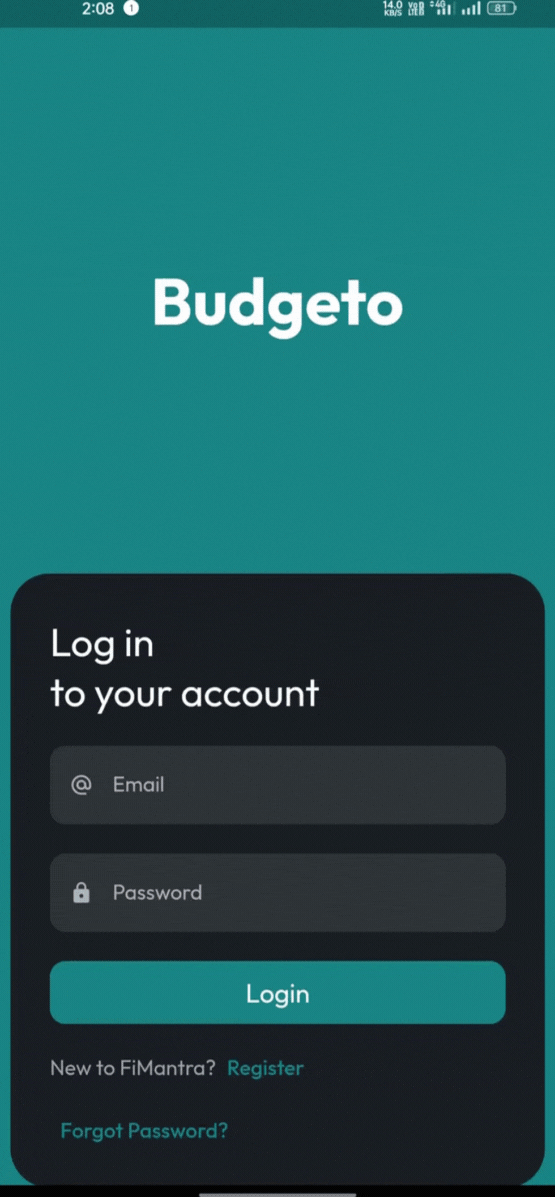 2:08 1 14.0 KB/S VoD LTE 4G 81
Budgeto
Log in
to your account
@ Email
Password
Login
New to FiMantra? Register
Forgot Password?